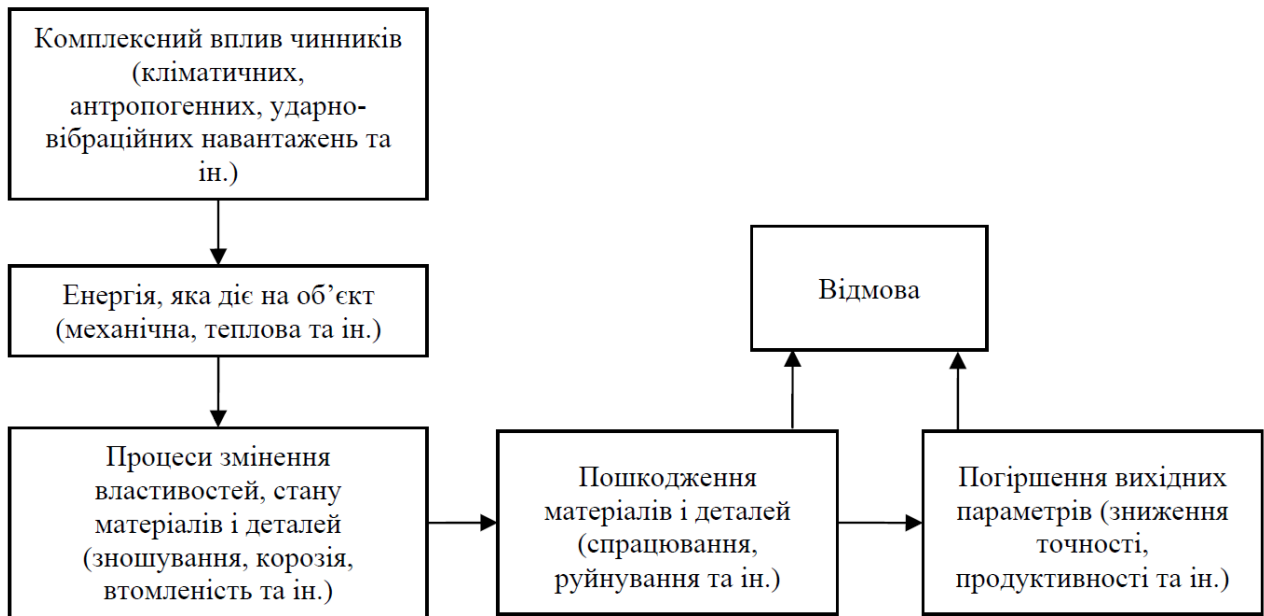 Комплексний вплив чинників
(кліматичних,
антропогенних, ударно-
вібраційних навантажень та
ін.)
Енергія, яка діє на об’єкт
(механічна, теплова та ін.)
Процеси змінення
властивостей, стану
матеріалів і деталей
(зношування, корозія,
втомленість та ін.)
Пошкодження
матеріалів і деталей
(спрацювання,
руйнування та ін.)
Відмова
Погіршення вихідних
параметрів (зниження
точності,
продуктивності та ін.)